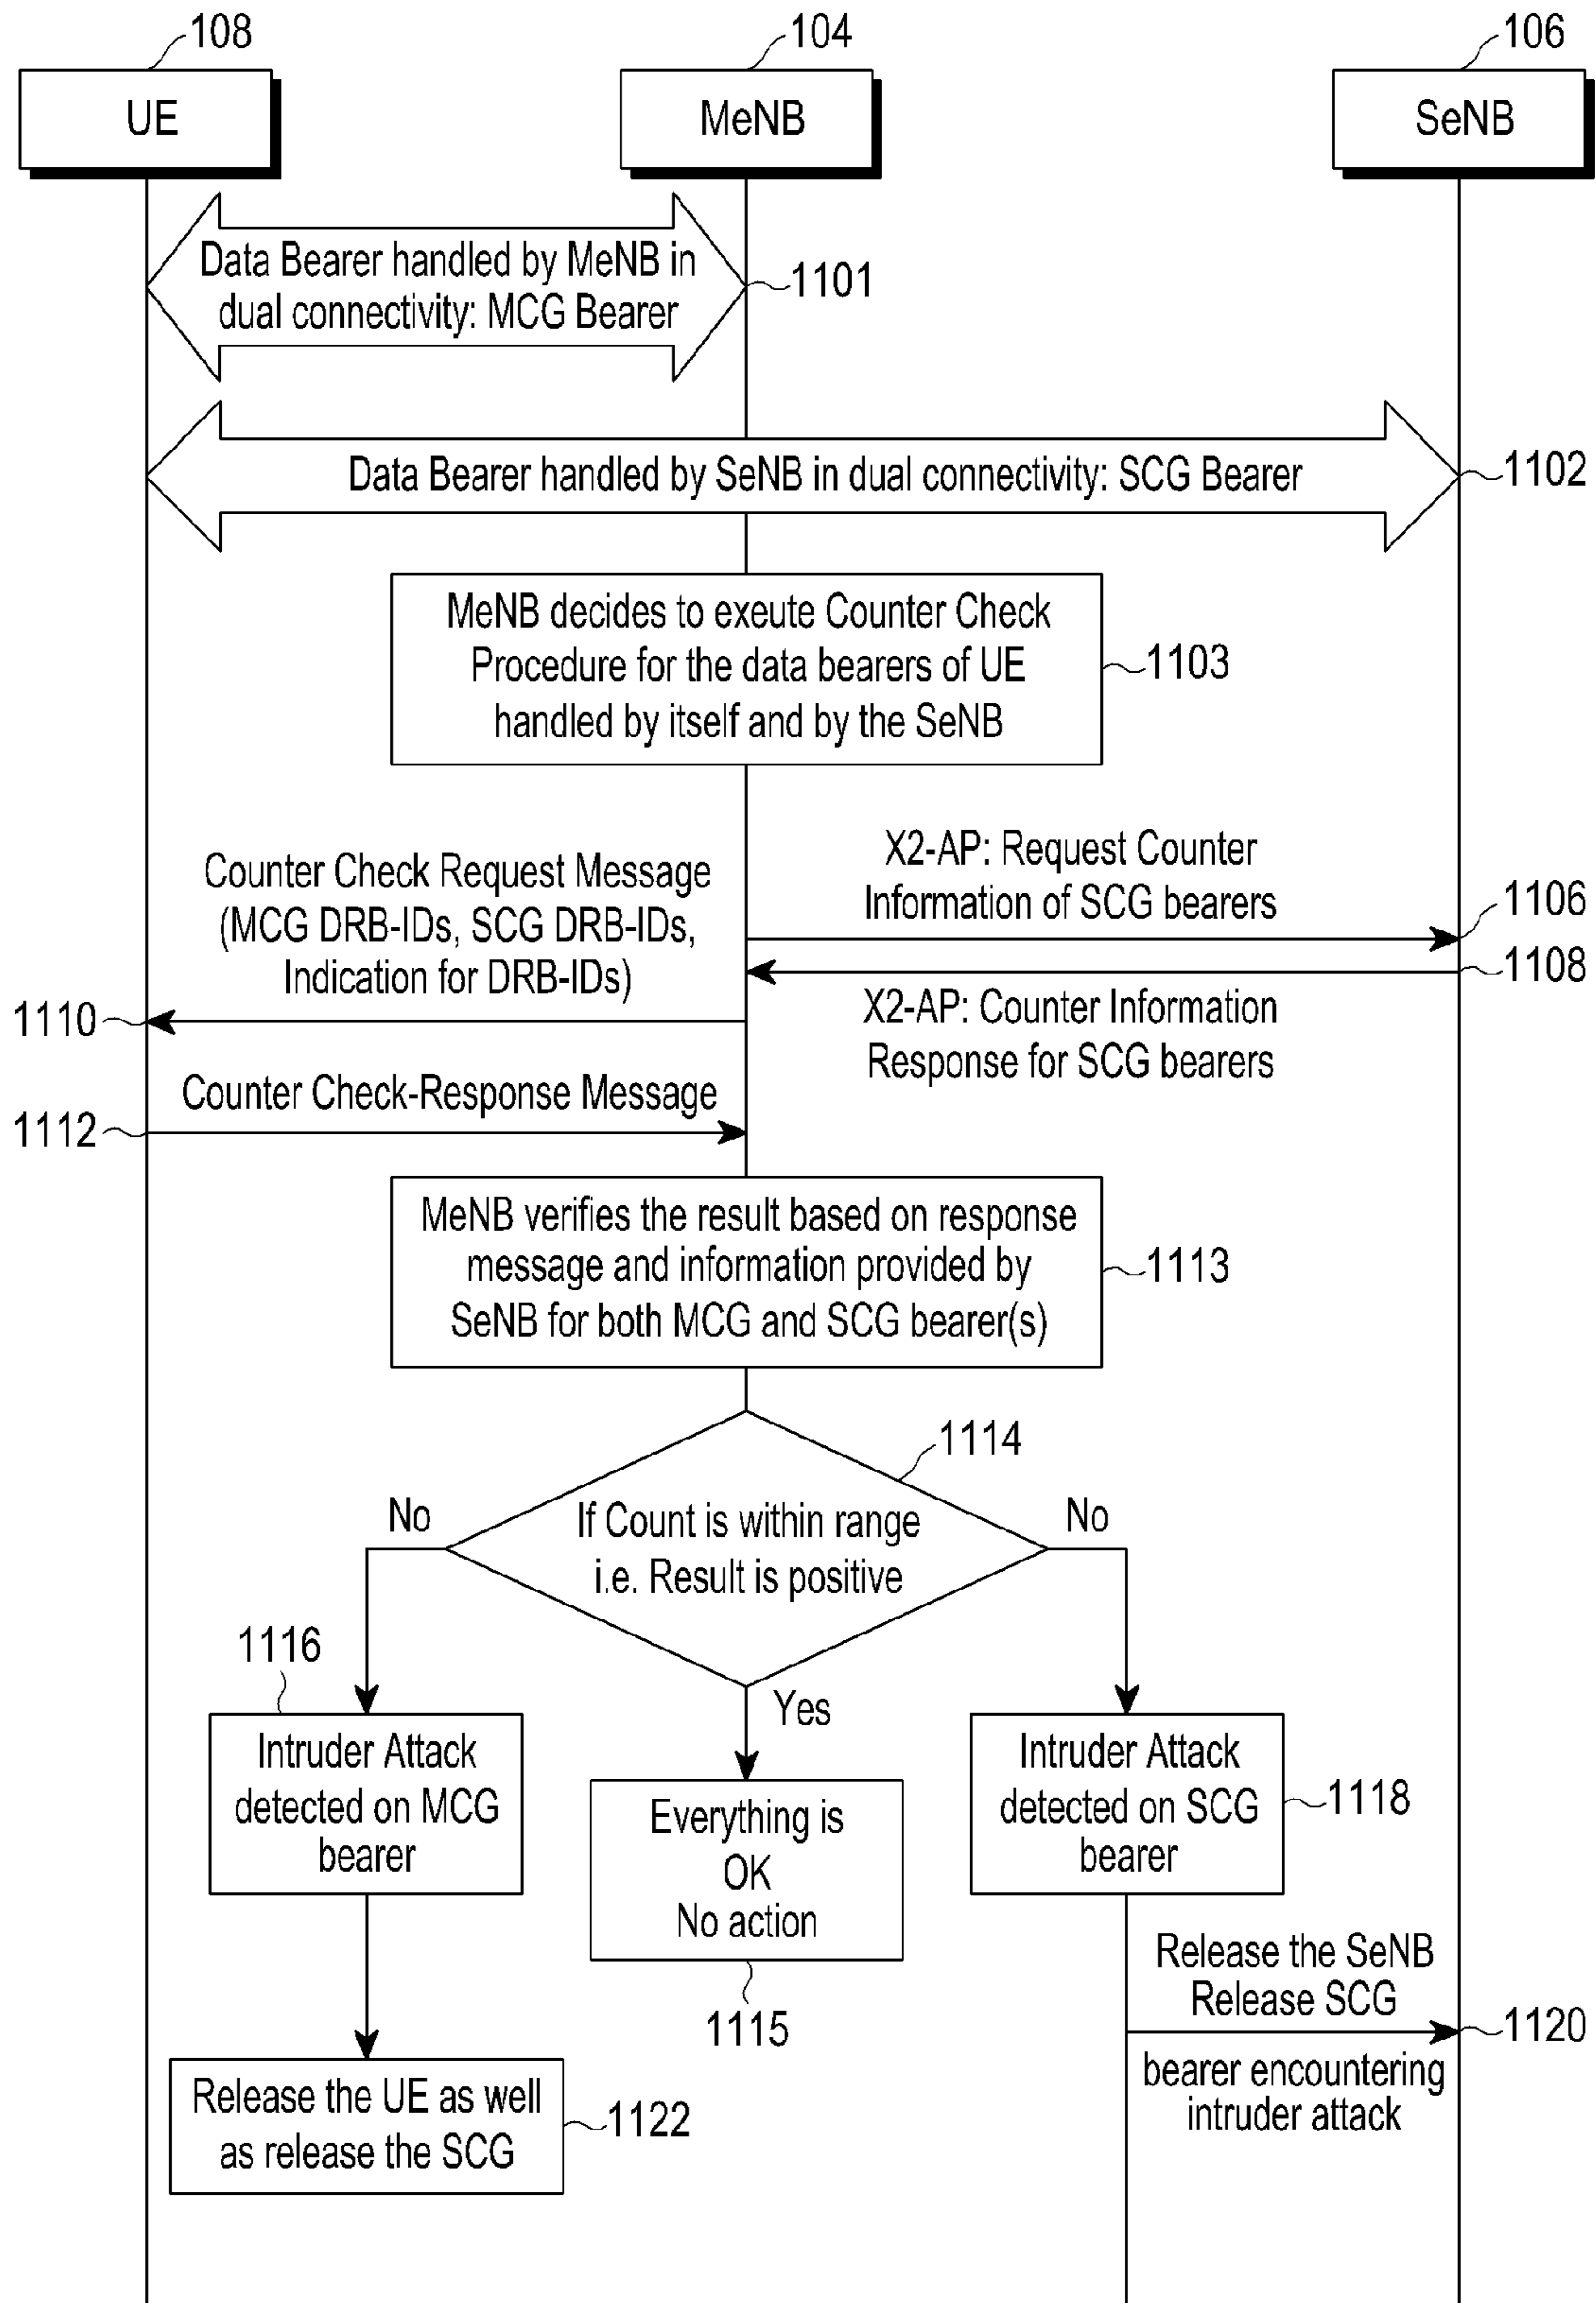 108
104
106
UE
MeNB
SeNB
Data Bearer handled by MeNB in
dual connectivity: MCG Bearer
1101
Data Bearer handled by SeNB in dual connectivity: SCG Bearer
1102
MeNB decides to exeute Counter Check
Procedure for the data bearers of UE
handled by itself and by the SeNB
1103
X2-AP: Request Counter
Information of SCG bearers
1106
Counter Check Request Message
(MCG DRB-IDs, SCG DRB-IDs,
Indication for DRB-IDs)
1108
1110
X2-AP: Counter Information
Response for SCG bearers
Counter Check-Response Message
1112
MeNB verifies the result based on response
message and information provided by
SeNB for both MCG and SCG bearer(s)
1113
1114
If Count is within range
i.e. Result is positive
No
No
Yes
1116
Intruder Attack
detected on MCG
bearer
Everything is
OK
No action
1115
Intruder Attack
detected on SCG
bearer
1118
Release the SeNB
Release SCG
1120
bearer encountering
intruder attack
Release the UE as well
as release the SCG
1122